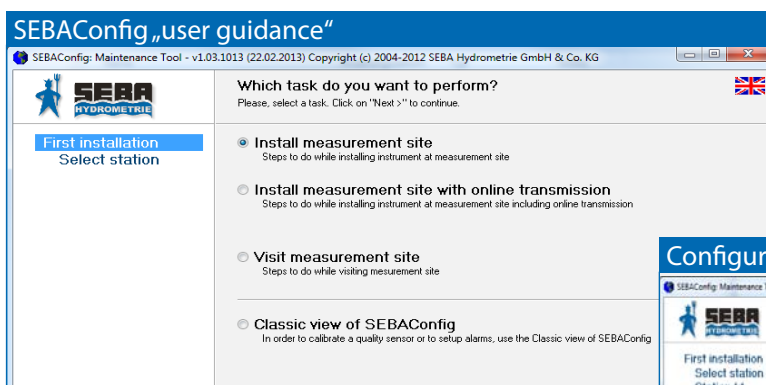 SEBAConfig „user guidance“
SEBAConfig: Maintenance Tool - v1.03.1013 (22.02.2013) Copyright (c) 2004-2012 SEBA Hydrometrie GmbH & Co. KG
SEBA
HYDROMETRIE
Which task do you want to perform?
Please, select a task. Click on "Next >" to continue.
First installation
Select station
Install measurement site
Steps to do while installing instrument at measurement site
Install measurement site with online transmission
Steps to do while installing instrument at measurement site including online transmission
Visit measurement site
Steps to do while visiting mesurement site
Classic view of SEBAConfig
In order to calibrate a quality sensor or to setup alarms, use the Classic view of SEBAConfig
Configur
SEBAConfig: Maintenance
SEBA
HYDROMETRIE
First installation
Select station